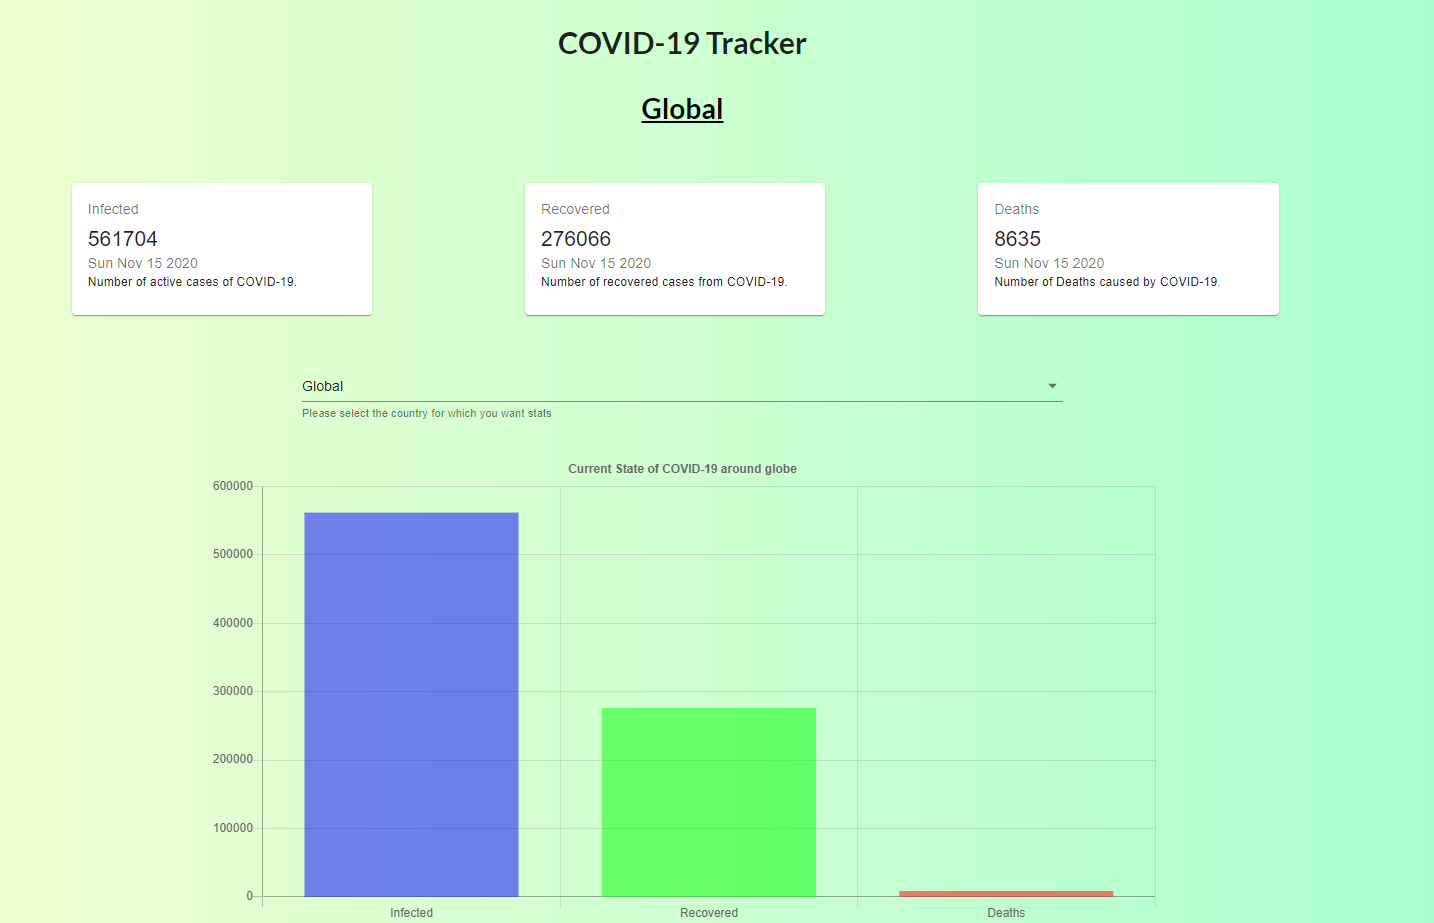 COVID-19 Tracker
Global
Infected
561704
Sun Nov 15 2020
Number of active cases of COVID-19.
Recovered
276066
Sun Nov 15 2020
Number of recovered cases from COVID-19.
Deaths
8635
Sun Nov 15 2020
Number of Deaths caused by COVID-19.
Global
Please select the country for which you want stats
Current State of COVID-19 around globe
600000
500000
400000
300000
200000
100000
0
Infected
Recovered
Deaths